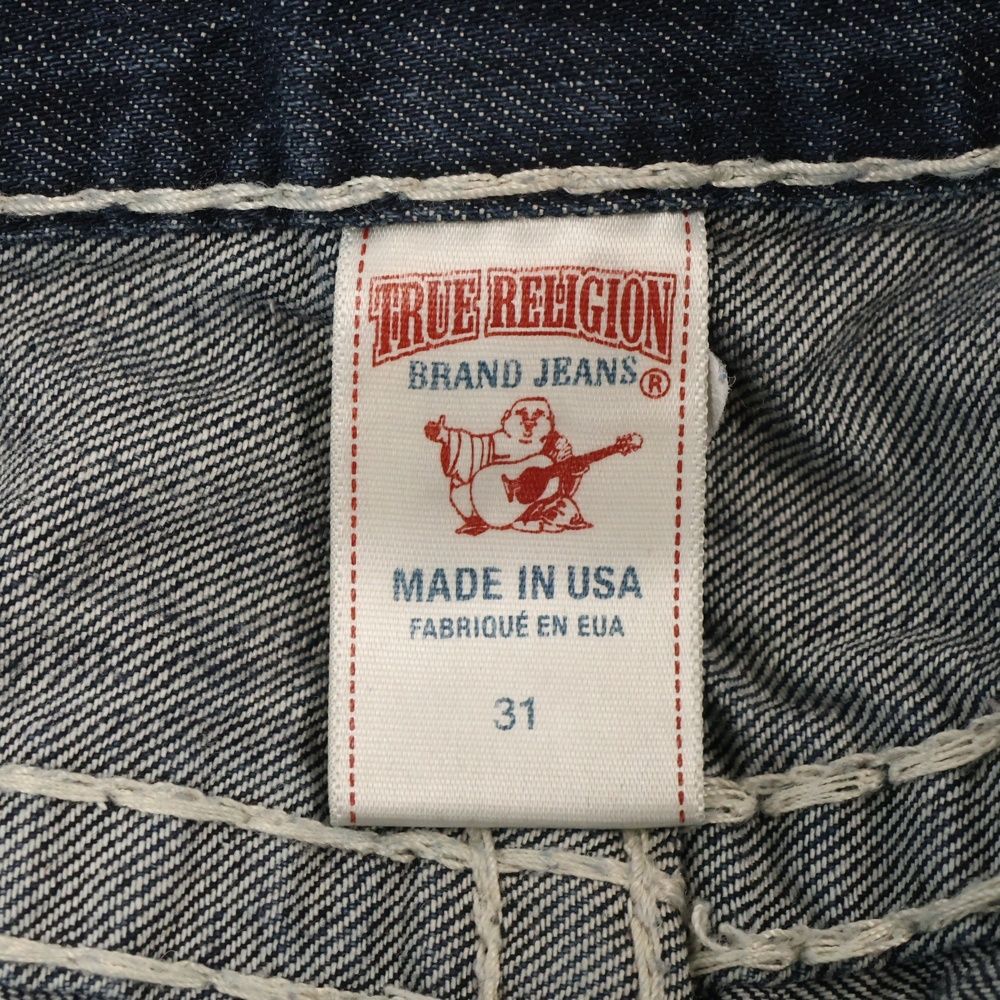 TRUE RELIGION
BRAND JEANS®
MADE IN USA
FABRIQUÉ EN EUA
31